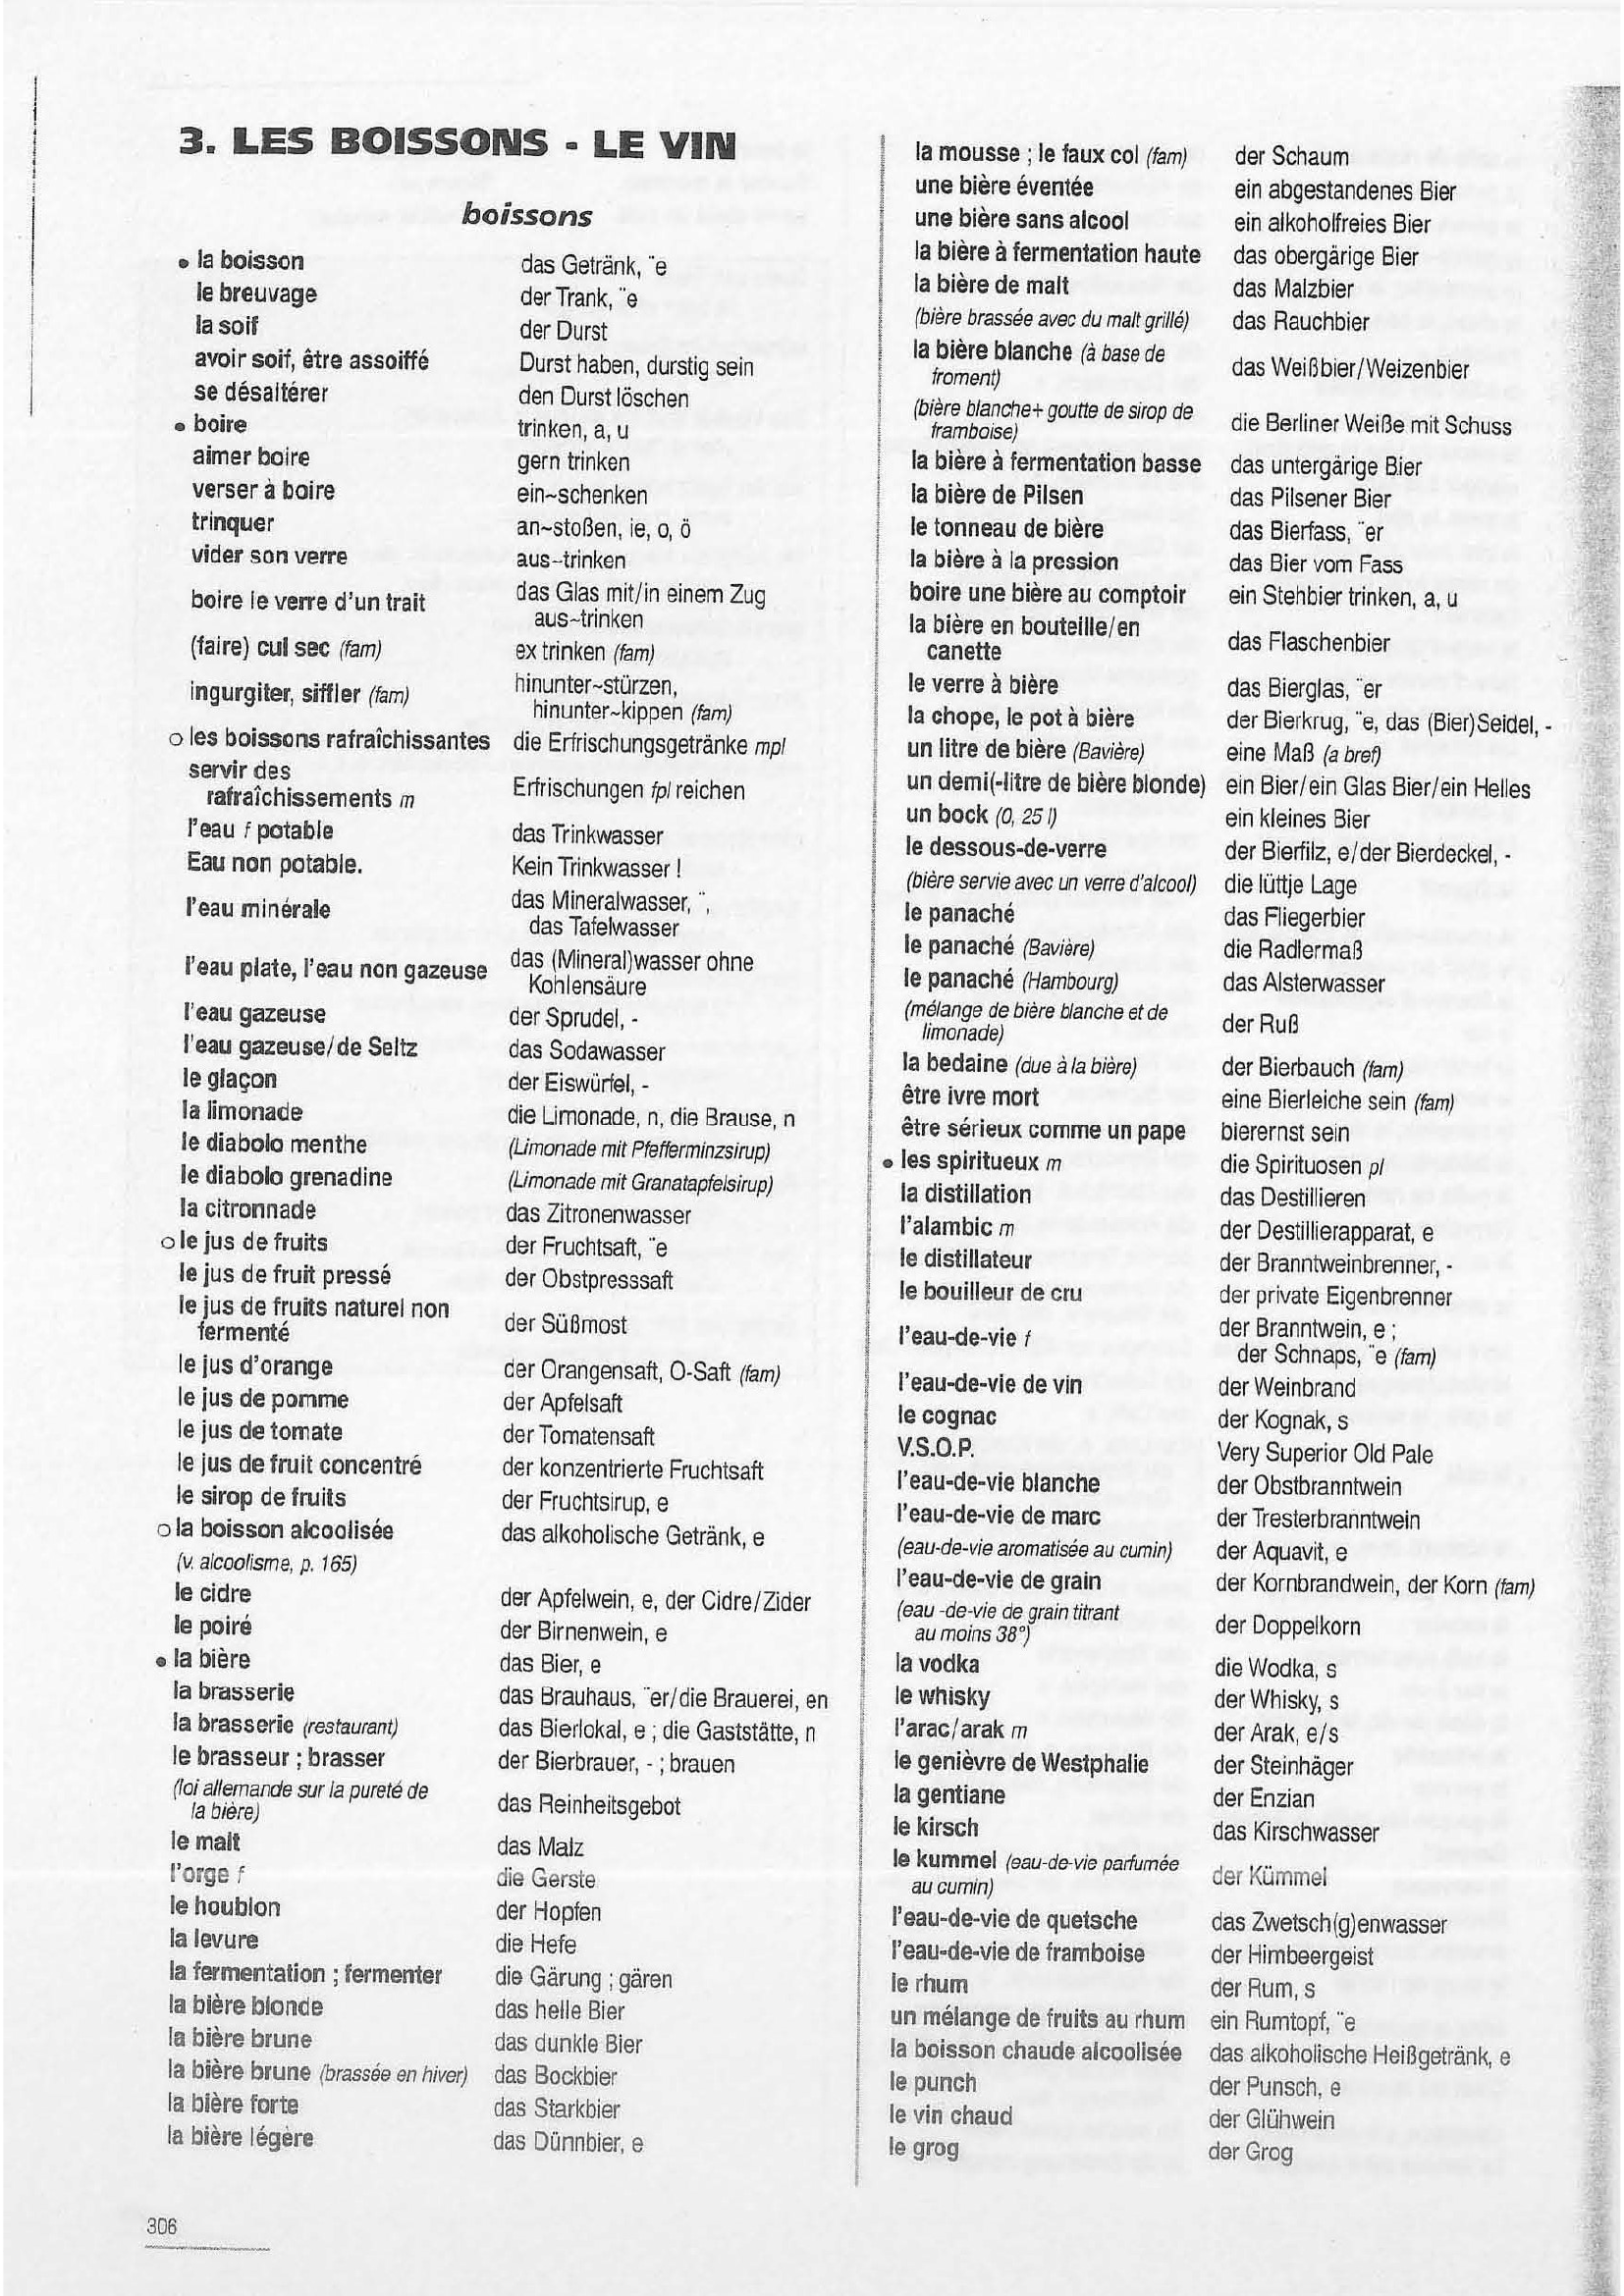 3. LES BOISSONS - LE VIN
boissons
• la boisson das Getränk, ¨e
le breuvage der Trank, ¨e
la soif der Durst
avoir soif, être assoiffé Durst haben, durstig sein
se désaltérer den Durst löschen
• boire trinken, a, u
aimer boire gern trinken
verser à boire ein~schenken
trinquer an~stoßen, ie, o, ö
vider son verre aus~trinken
boire le verre d'un trait das Glas mit/in einem Zug
aus~trinken
(faire) cul sec (fam) ex trinken (fam)
ingurgiter, siffler (fam) hinunter~stürzen,
hinunter~kippen (fam)
o les boissons rafraîchissantes die Erfrischungsgetränke mpl
servir des
rafraîchissements m Erfrischungen fpl reichen
l'eau f potable das Trinkwasser
Eau non potable. Kein Trinkwasser !
l'eau minérale das Mineralwasser, ¨,
das Tafelwasser
l'eau plate, l'eau non gazeuse das (Mineral)wasser ohne
Kohlensäure
l'eau gazeuse der Sprudel, -
l'eau gazeuse/de Seltz das Sodawasser
le glaçon der Eiswürfel, -
la limonade die Limonade, n, die Brause, n
le diabolo menthe (Limonade mit Pfefferminzsirup)
le diabolo grenadine (Limonade mit Granatapfelsirup)
la citronnade das Zitronenwasser
o le jus de fruits der Fruchtsaft, ¨e
le jus de fruit pressé der Obstpresssaft
le jus de fruits naturel non
fermenté der Süßmost
le jus d'orange der Orangensaft, O-Saft (fam)
le jus de pomme der Apfelsaft
le jus de tomate der Tomatensaft
le jus de fruit concentré der konzentrierte Fruchtsaft
le sirop de fruits der Fruchtsirup, e
o la boisson alcoolisée das alkoholische Getränk, e
(v. alcoolisme, p. 165)
le cidre der Apfelwein, e, der Cidre/Zider
le poiré der Birnenwein, e
• la bière das Bier, e
la brasserie das Brauhaus, ¨er/die Brauerei, en
la brasserie (restaurant) das Bierlokal, e ; die Gaststätte, n
le brasseur ; brasser der Bierbrauer, - ; brauen
(loi allemande sur la pureté de
la bière) das Reinheitsgebot
le malt das Malz
l'orge f die Gerste
le houblon der Hopfen
la levure die Hefe
la fermentation ; fermenter die Gärung ; gären
la bière blonde das helle Bier
la bière brune das dunkle Bier
la bière brune (brassée en hiver) das Bockbier
la bière forte das Starkbier
la bière légère das Dünnbier, e
306
la mousse ; le faux col (fam) der Schaum
une bière éventée ein abgestandenes Bier
une bière sans alcool ein alkoholfreies Bier
la bière à fermentation haute das obergärige Bier
la bière de malt das Malzbier
(bière brassée avec du malt grillé) das Rauchbier
la bière blanche (à base de
froment) das Weißbier/Weizenbier
(bière blanche+ goutte de sirop de
framboise) die Berliner Weiße mit Schuss
la bière à fermentation basse das untergärige Bier
la bière de Pilsen das Pilsener Bier
le tonneau de bière das Bierfass, ¨er
la bière à la pression das Bier vom Fass
boire une bière au comptoir ein Stehbier trinken, a, u
la bière en bouteille/en
canette das Flaschenbier
le verre à bière das Bierglas, ¨er
la chope, le pot à bière der Bierkrug, ¨e, das (Bier)Seidel, -
un litre de bière (Bavière) eine Maß (a bref)
un demi(-litre de bière blonde) ein Bier/ein Glas Bier/ein Helles
un bock (0, 25 l) ein kleines Bier
le dessous-de-verre der Bierfilz, e/der Bierdeckel, -
(bière servie avec un verre d'alcool) die lüttje Lage
le panaché das Fliegerbier
le panaché (Bavière) die Radlermaß
le panaché (Hambourg) das Alsterwasser
(mélange de bière blanche et de
limonade) der Ruß
la bedaine (due à la bière) der Bierbauch (fam)
être ivre mort eine Bierleiche sein (fam)
être sérieux comme un pape bierernst sein
• les spiritueux m die Spirituosen pl
la distillation das Destillieren
l'alambic m der Destillierapparat, e
le distillateur der Branntweinbrenner, -
le bouilleur de cru der private Eigenbrenner
l'eau-de-vie f der Branntwein, e ;
der Schnaps, ¨e (fam)
l'eau-de-vie de vin der Weinbrand
le cognac der Kognak, s
V.S.O.P. Very Superior Old Pale
l'eau-de-vie blanche der Obstbranntwein
l'eau-de-vie de marc der Tresterbranntwein
(eau-de-vie aromatisée au cumin) der Aquavit, e
l'eau-de-vie de grain der Kornbrandwein, der Korn (fam)
(eau -de-vie de grain titrant
au moins 38°) der Doppelkorn
la vodka die Wodka, s
le whisky der Whisky, s
l'arac/arak m der Arak, e/s
le genièvre de Westphalie der Steinhäger
la gentiane der Enzian
le kirsch das Kirschwasser
le kummel (eau-de-vie parfumée
au cumin) der Kümmel
l'eau-de-vie de quetsche das Zwetsch(g)enwasser
l'eau-de-vie de framboise der Himbeergeist
le rhum der Rum, s
un mélange de fruits au rhum ein Rumtopf, ¨e
la boisson chaude alcoolisée das alkoholische Heißgetränk, e
le punch der Punsch, e
le vin chaud der Glühwein
le grog der Grog